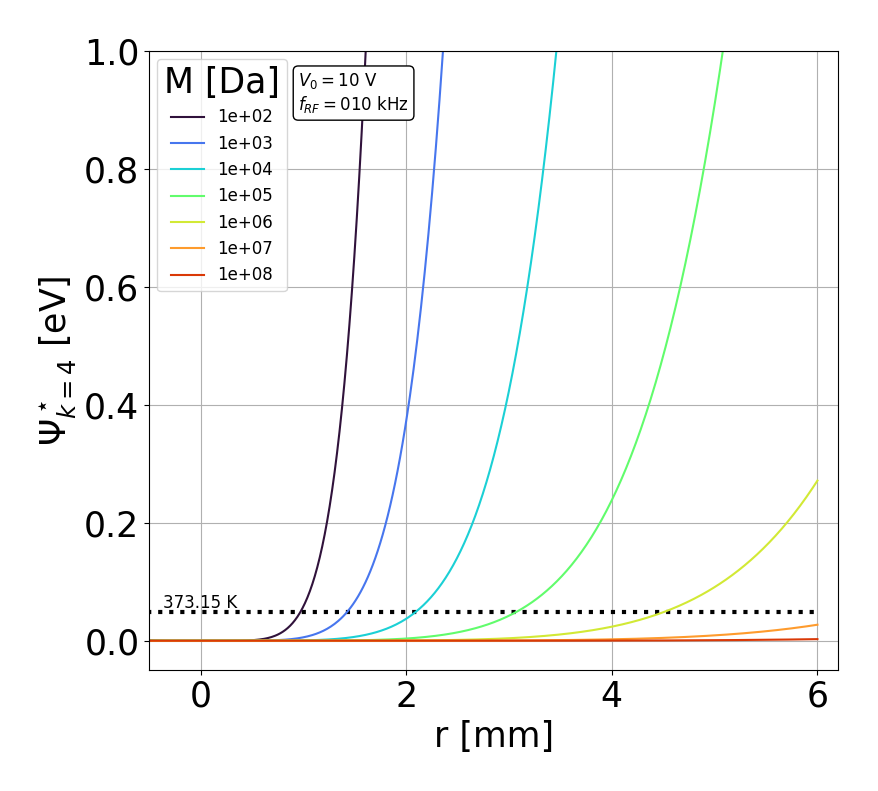 M [Da]
1e+02
1e+03
1e+04
1e+05
1e+06
1e+07
1e+08
V₀ = 10 V
f_RF = 010 kHz
373.15 K
Ψ*ₖ₌₄ [eV]
1.0
0.8
0.6
0.4
0.2
0.0
0 2 4 6
r [mm]